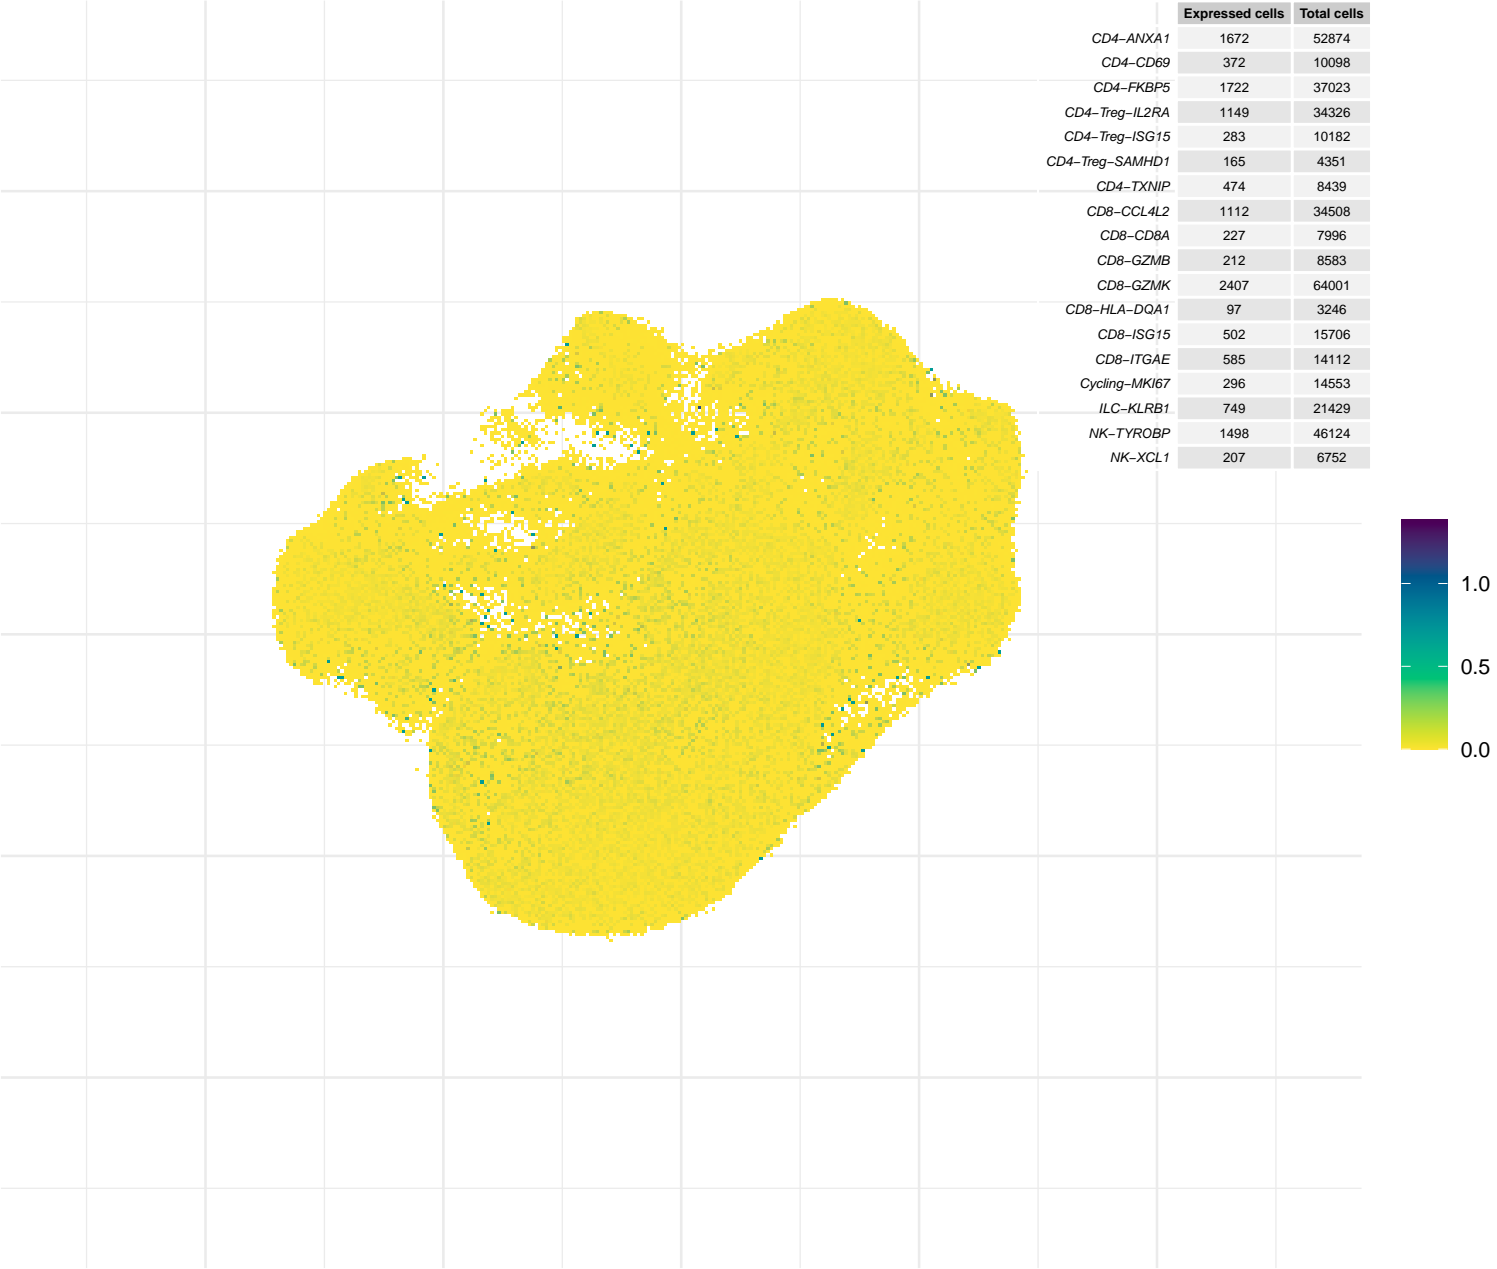 Expressed cells Total cells
CD4−ANXA1 1672 52874
CD4−CD69 372 10098
CD4−FKBP5 1722 37023
CD4−Treg−IL2RA 1149 34326
CD4−Treg−ISG15 283 10182
CD4−Treg−SAMHD1 165 4351
CD4−TXNIP 474 8439
CD8−CCL4L2 1112 34508
CD8−CD8A 227 7996
CD8−GZMB 212 8583
CD8−GZMK 2407 64001
CD8−HLA−DQA1 97 3246
CD8−ISG15 502 15706
CD8−ITGAE 585 14112
Cycling−MKI67 296 14553
ILC−KLRB1 749 21429
NK−TYROBP 1498 46124
NK−XCL1 207 6752
1.0
0.5
0.0